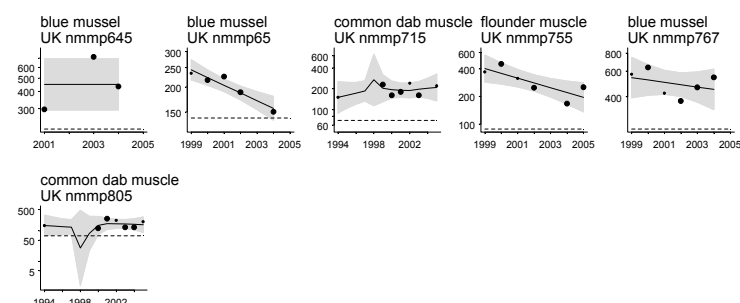 blue mussel
UK nmmp645
600
500
400
300
2001 2003 2005
blue mussel
UK nmmp65
300
250
200
150
1999 2001 2003 2005
common dab muscle
UK nmmp715
600
400
200
100
60
1994 1998 2002
flounder muscle
UK nmmp755
600
400
200
100
1999 2001 2003 2005
blue mussel
UK nmmp767
800
600
400
1999 2001 2003 2005
common dab muscle
UK nmmp805
500
50
5
1994 1998 2002